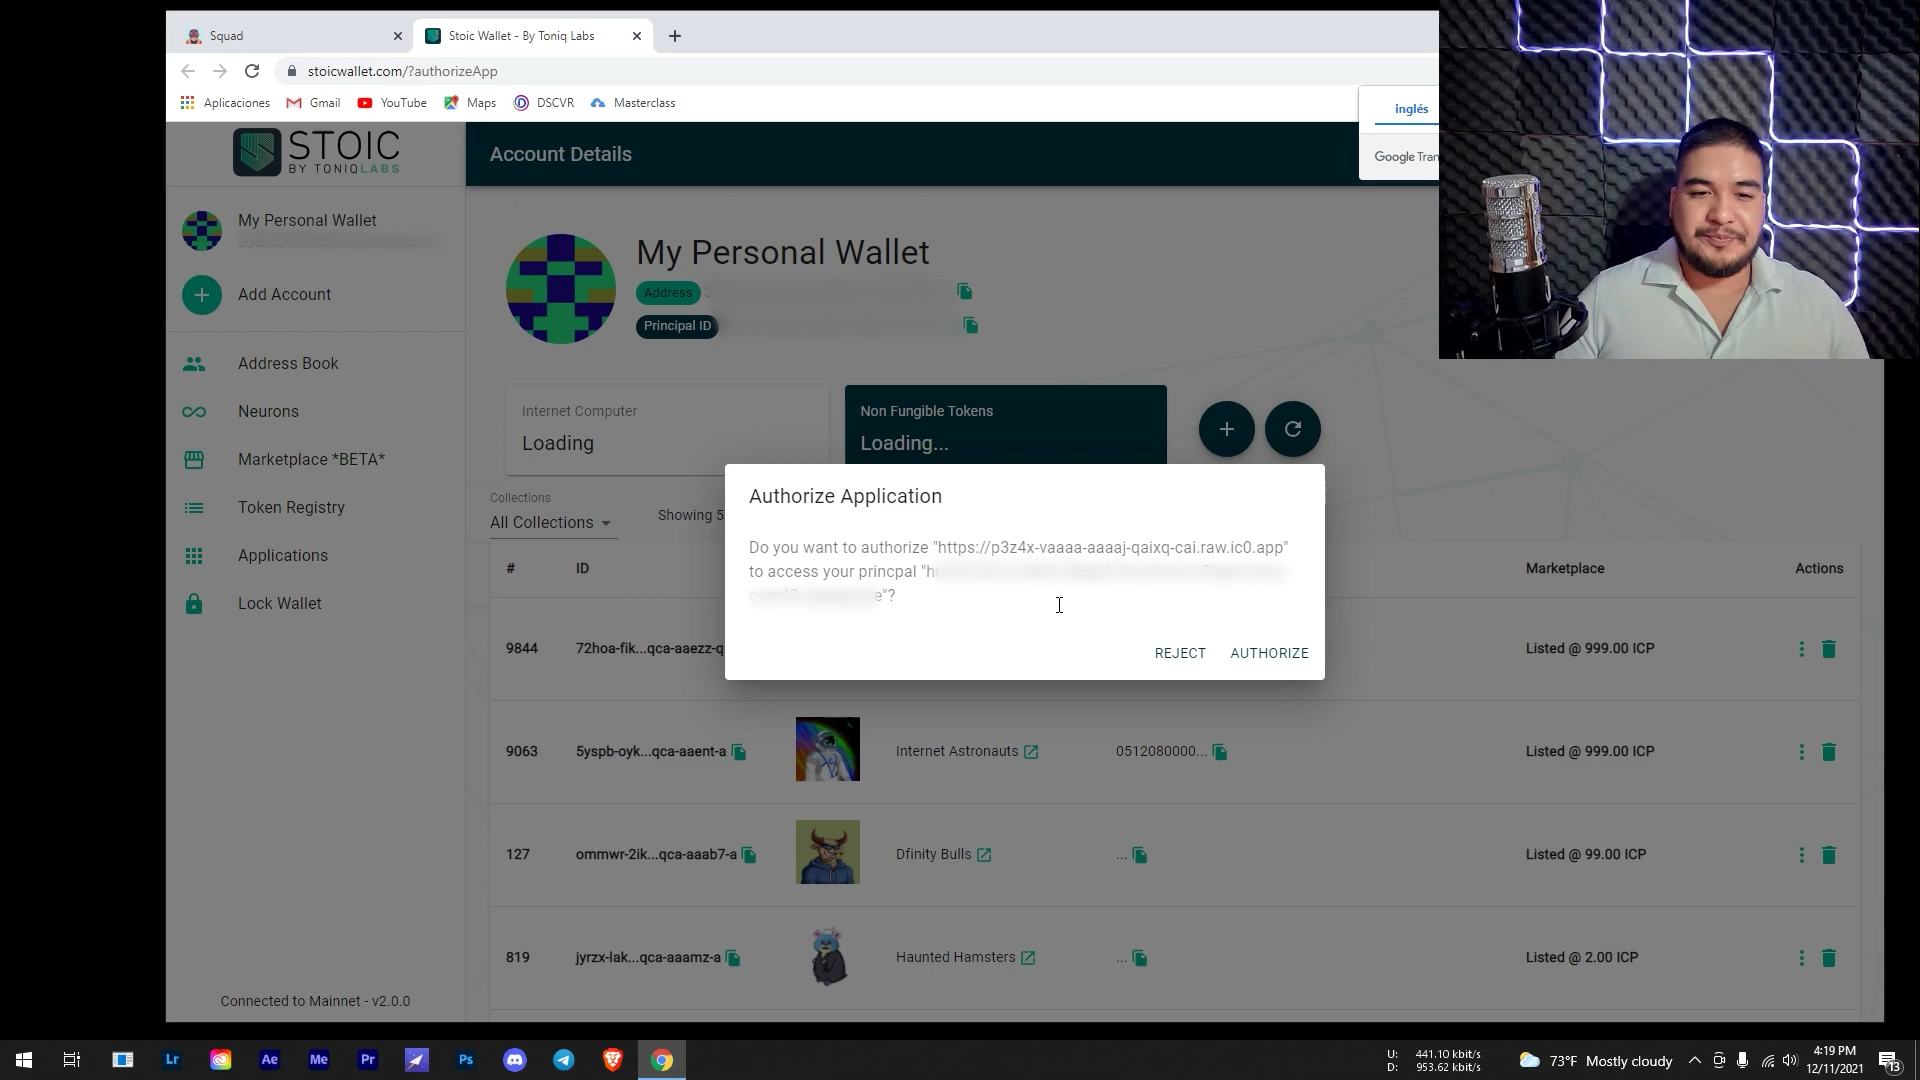 Squad
Stoic Wallet - By Toniq Labs
stoicwallet.com/?authorizeApp
Aplicaciones
Gmail
YouTube
Maps
DSCVR
Masterclass
inglés
Google Tran
STOIC
BY TONIQLABS
Account Details
My Personal Wallet
Add Account
Address Book
Neurons
Marketplace *BETA*
Token Registry
Applications
Lock Wallet
Connected to Mainnet - v2.0.0
My Personal Wallet
Address
Principal ID
Internet Computer
Loading
Non Fungible Tokens
Loading...
Collections
All Collections
Showing 5
Authorize Application
Do you want to authorize "https://p3z4x-vaaaa-aaaaj-qaixq-cai.raw.ic0.app"
to access your princpal "h
e"?
REJECT AUTHORIZE
# ID Marketplace Actions
9844 72hoa-fik...qca-aaezz-q Listed @ 999.00 ICP
9063 5yspb-oyk...qca-aaent-a Internet Astronauts 0512080000... Listed @ 999.00 ICP
127 ommwr-2ik...qca-aaab7-a Dfinity Bulls ... Listed @ 99.00 ICP
819 jyrzx-lak...qca-aaamz-a Haunted Hamsters ... Listed @ 2.00 ICP
Lr Ae Me Pr Ps
U: 441.10 kbit/s
D: 953.62 kbit/s
73°F Mostly cloudy
4:19 PM
12/11/2021
13